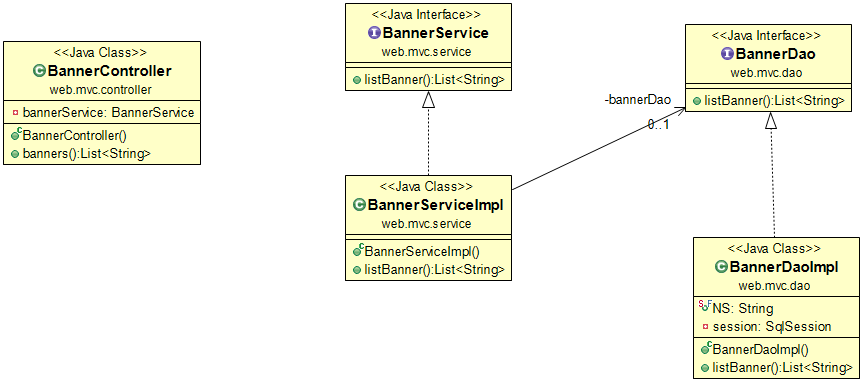 <<Java Class>>
BannerController
web.mvc.controller
bannerService: BannerService
BannerController()
banners():List<String>
<<Java Interface>>
BannerService
web.mvc.service
listBanner():List<String>
<<Java Class>>
BannerServiceImpl
web.mvc.service
BannerServiceImpl()
listBanner():List<String>
-bannerDao
0..1
<<Java Interface>>
BannerDao
web.mvc.dao
listBanner():List<String>
<<Java Class>>
BannerDaoImpl
web.mvc.dao
NS: String
session: SqlSession
BannerDaoImpl()
listBanner():List<String>